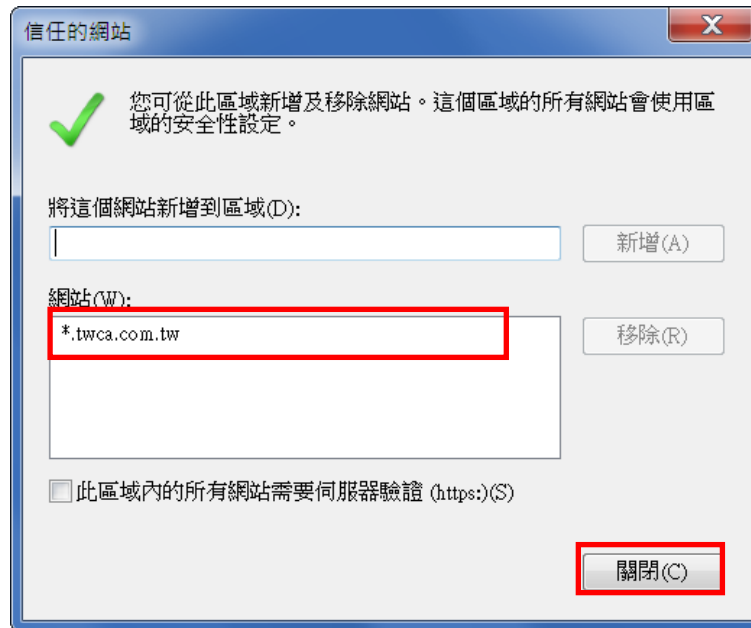 信任的網站
您可從此區域新增及移除網站。這個區域的所有網站會使用區
域的安全性設定。
將這個網站新增到區域(D):
新增(A)
網站(W):
*.twca.com.tw
移除(R)
此區域內的所有網站需要伺服器驗證 (https:)(S)
關閉(C)